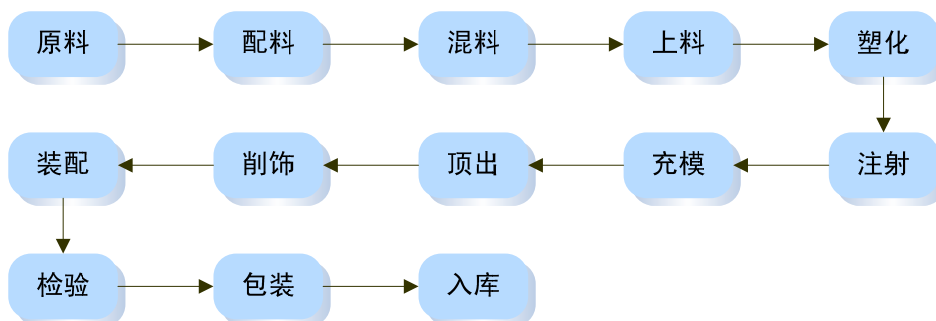 原料 配料 混料 上料 塑化
装配 削饰 顶出 充模 注射
检验 包装 入库